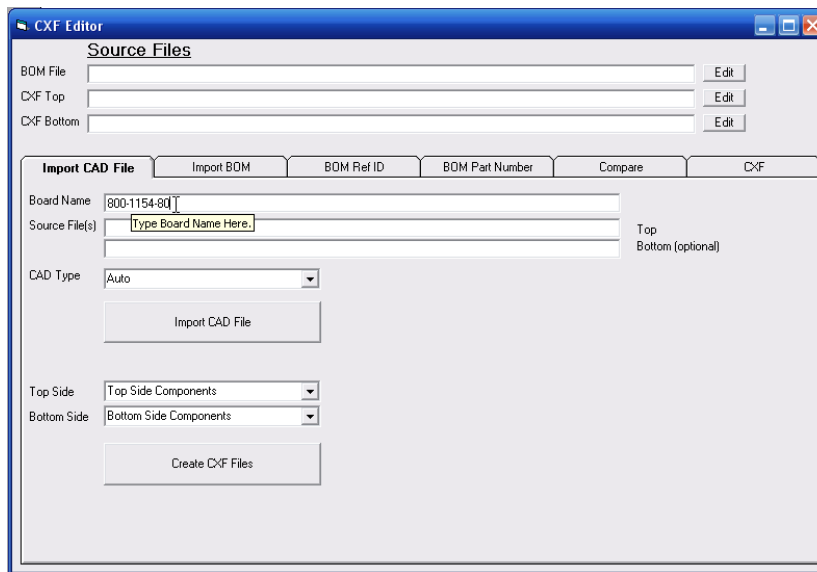 CXF Editor
Source Files
BOM File Edit
CXF Top Edit
CXF Bottom Edit
Import CAD File Import BOM BOM Ref ID BOM Part Number Compare CXF
Board Name 800-1154-80
Type Board Name Here.
Source File(s) Top
Bottom (optional)
CAD Type Auto
Import CAD File
Top Side Top Side Components
Bottom Side Bottom Side Components
Create CXF Files